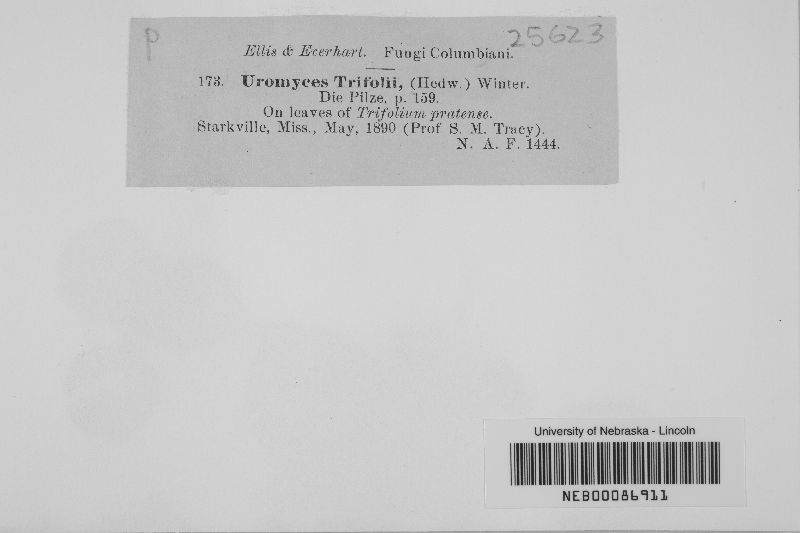 p
25623
Ellis & Everhart. Fungi Columbiani.
173. Uromyces Trifolii, (Hedw.) Winter.
Die Pilze, p. 159.
On leaves of Trifolium pratense.
Starkville, Miss., May, 1890 (Prof S. M. Tracy).
N. A. F. 1444.
University of Nebraska - Lincoln
NEB00086911